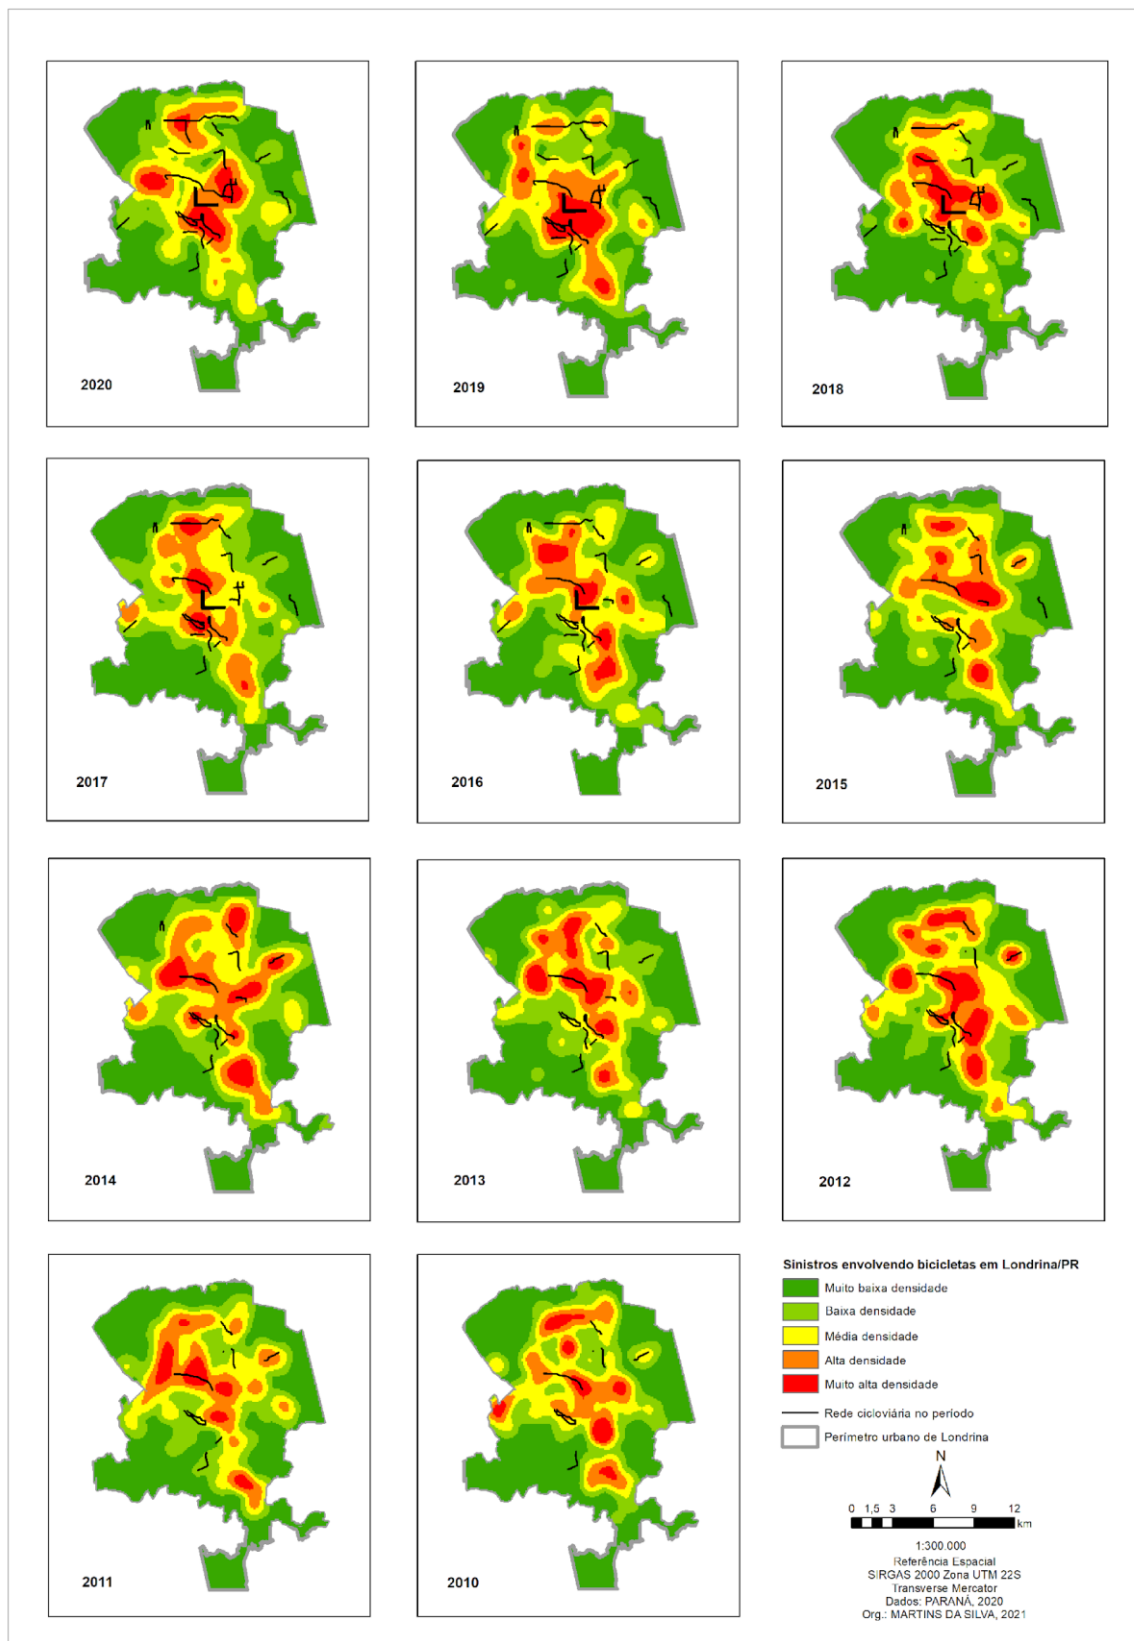 2020
2019
2018
2017
2016
2015
2014
2013
2012
2011
2010
Sinistros envolvendo bicicletas em Londrina/PR
Muito baixa densidade
Baixa densidade
Média densidade
Alta densidade
Muito alta densidade
Rede cicloviária no período
Perímetro urbano de Londrina
N
0 1,5 3 6 9 12
km
1:300.000
Referência Espacial
SIRGAS 2000 Zona UTM 22S
Transverse Mercator
Dados: PARANÁ, 2020
Org.: MARTINS DA SILVA, 2021